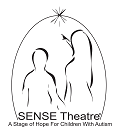 SENSE Theatre
A Stage of Hope For Children With Autism